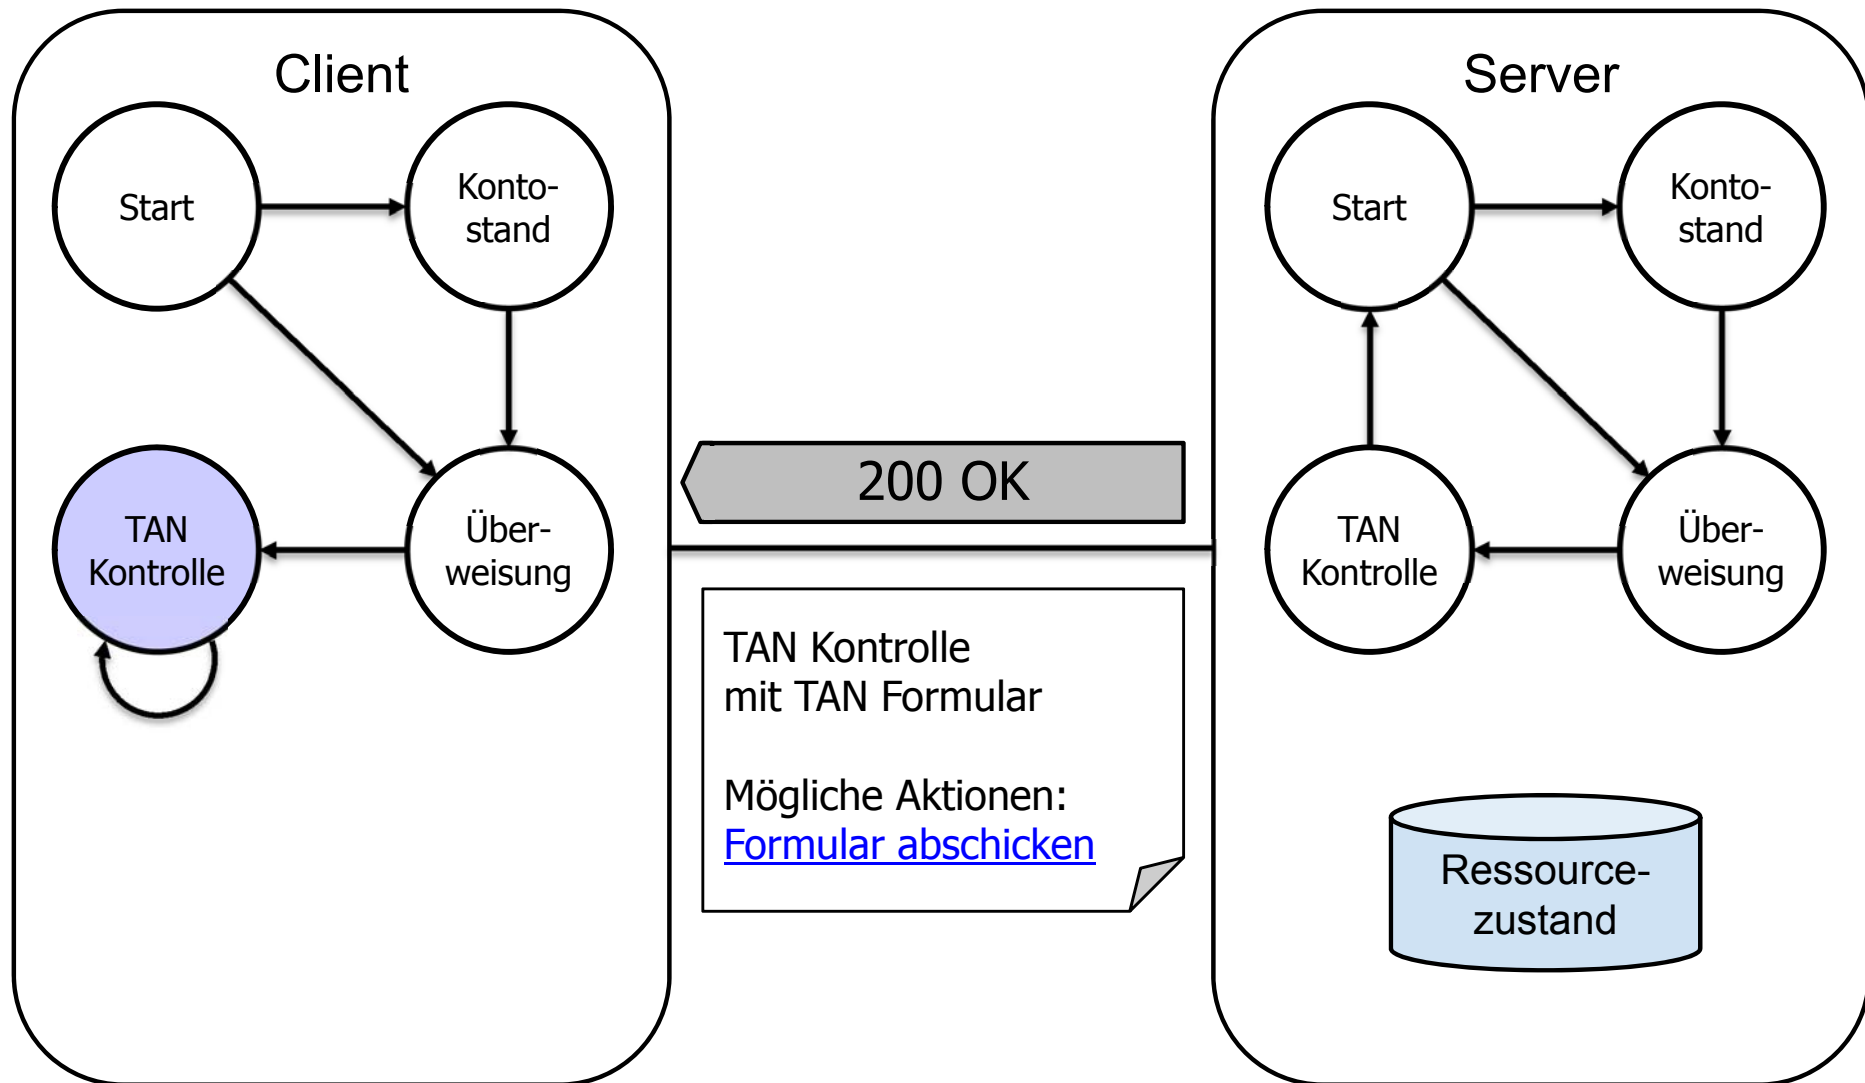 Client
Start
Konto-
stand
TAN
Kontrolle
Über-
weisung
200 OK
TAN Kontrolle
mit TAN Formular
Mögliche Aktionen:
Formular abschicken
Server
Start
Konto-
stand
TAN
Kontrolle
Über-
weisung
Ressource-
zustand